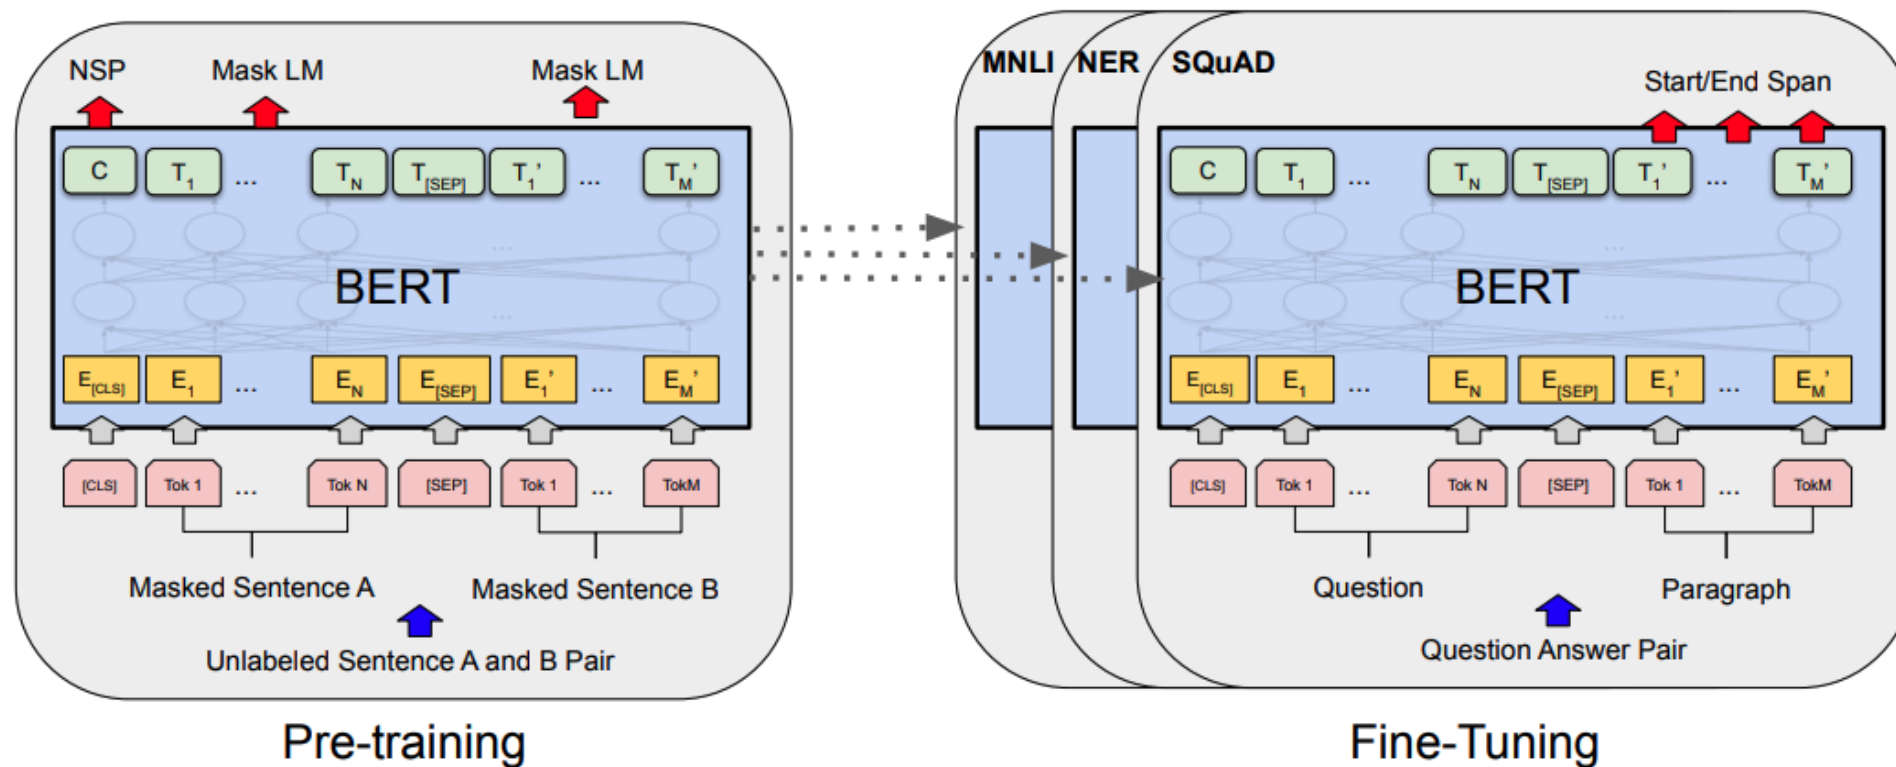 NSP Mask LM Mask LM
C T1 ... TN T[SEP] T1' ... TM'
...
BERT
...
E[CLS] E1 ... EN E[SEP] E1' ... EM'
[CLS] Tok 1 ... Tok N [SEP] Tok 1 ... TokM
Masked Sentence A Masked Sentence B
Unlabeled Sentence A and B Pair
Pre-training
MNLI NER SQuAD
Start/End Span
C T1 ... TN T[SEP] T1' ... TM'
...
BERT
...
E[CLS] E1 ... EN E[SEP] E1' ... EM'
[CLS] Tok 1 ... Tok N [SEP] Tok 1 ... TokM
Question Paragraph
Question Answer Pair
Fine-Tuning